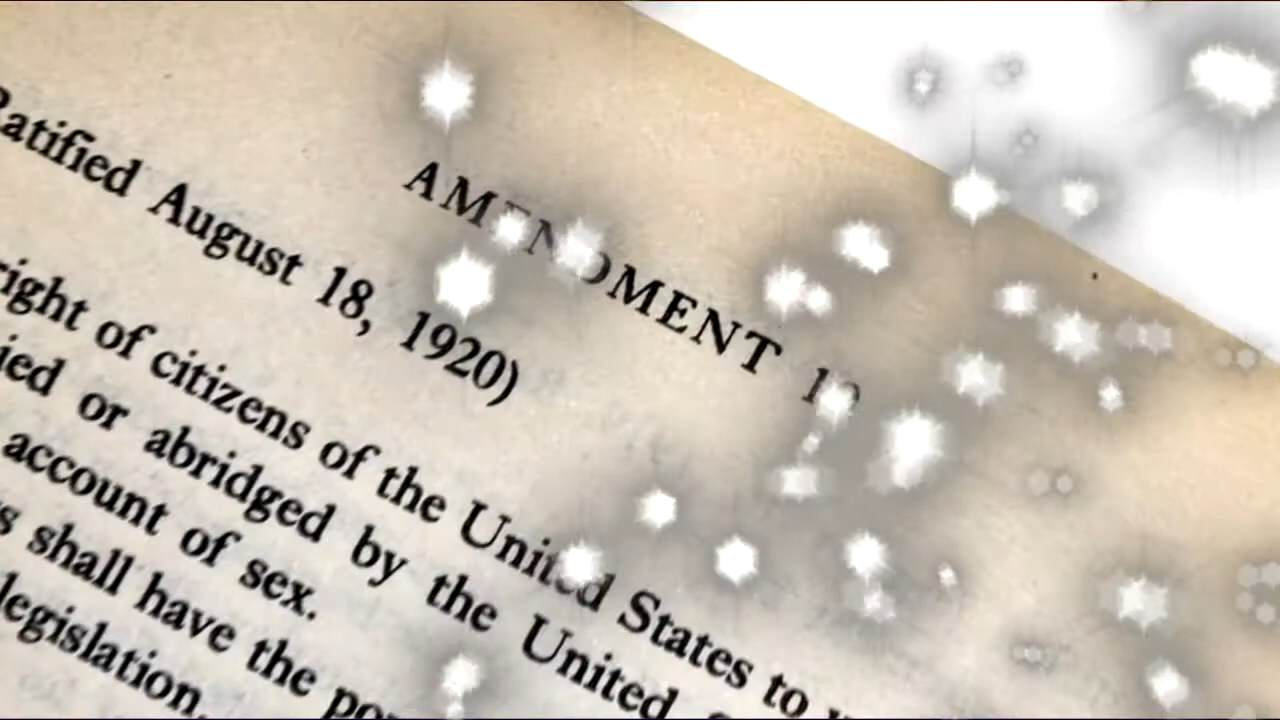 AMENDMENT 19
Ratified August 18, 1920)
right of citizens of the United States to
or abridged by the United
account of sex.
shall have the
legislation.